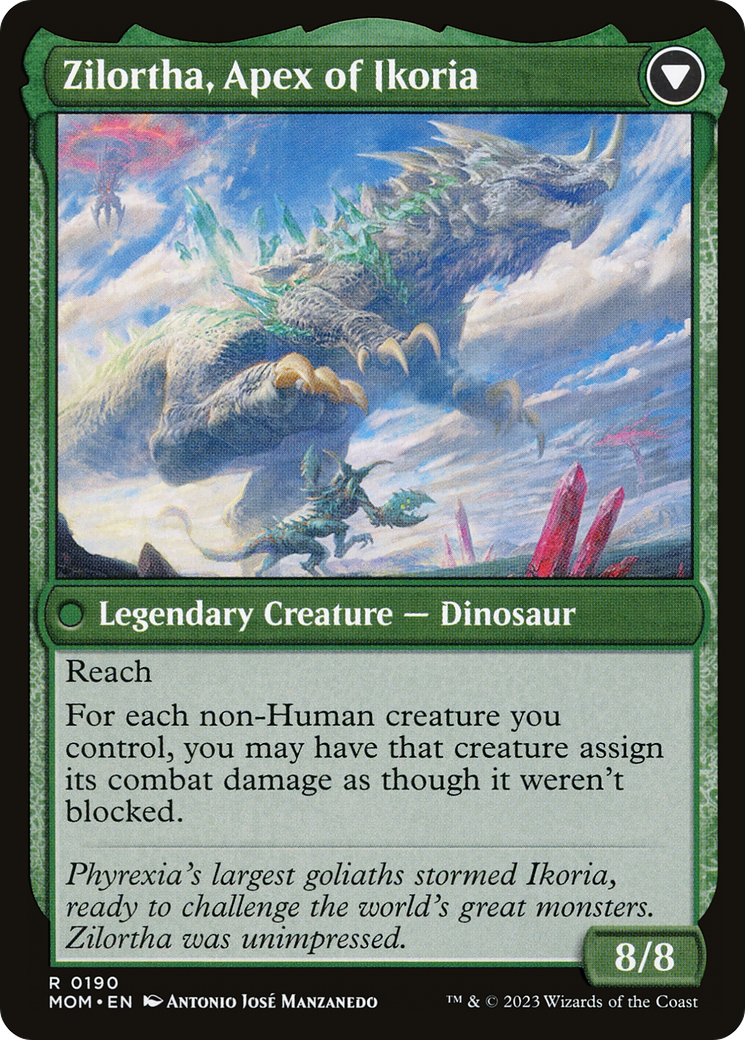 Zilortha, Apex of Ikoria
Legendary Creature — Dinosaur
Reach
For each non-Human creature you
control, you may have that creature assign
its combat damage as though it weren't
blocked.
Phyrexia's largest goliaths stormed Ikoria,
ready to challenge the world's great monsters.
Zilortha was unimpressed.
8/8
R 0190
MOM • EN Antonio José Manzanedo
™ & © 2023 Wizards of the Coast